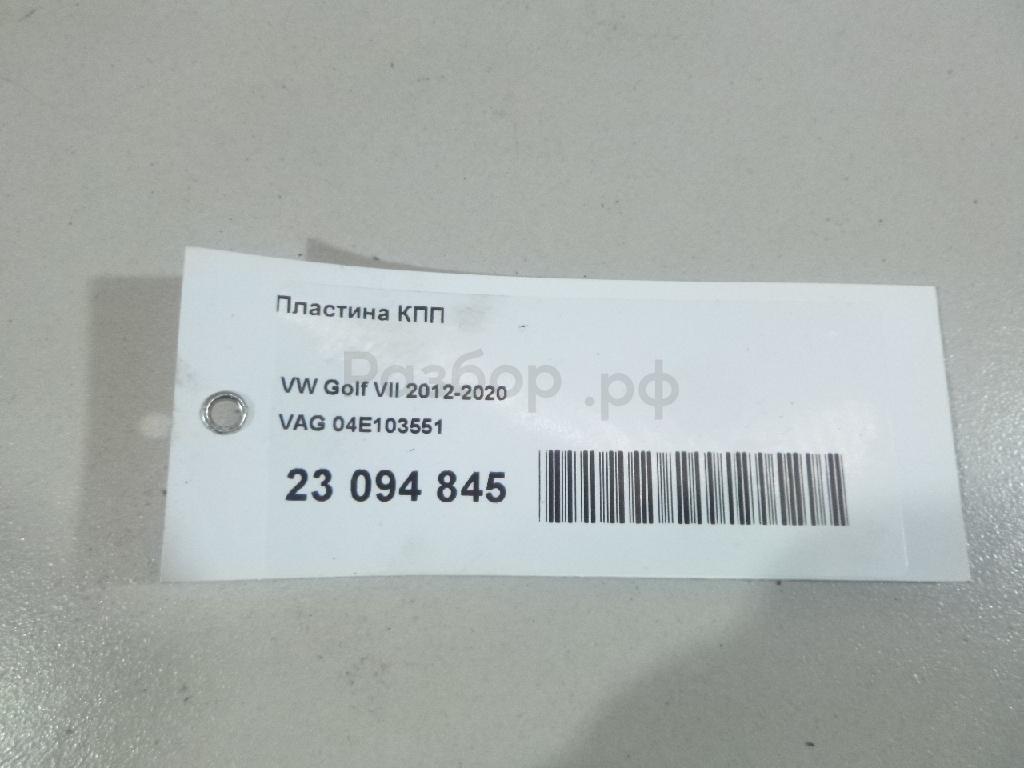 Пластина КПП
Разбор.рф
VW Golf VII 2012-2020
VAG 04E103551
23 094 845